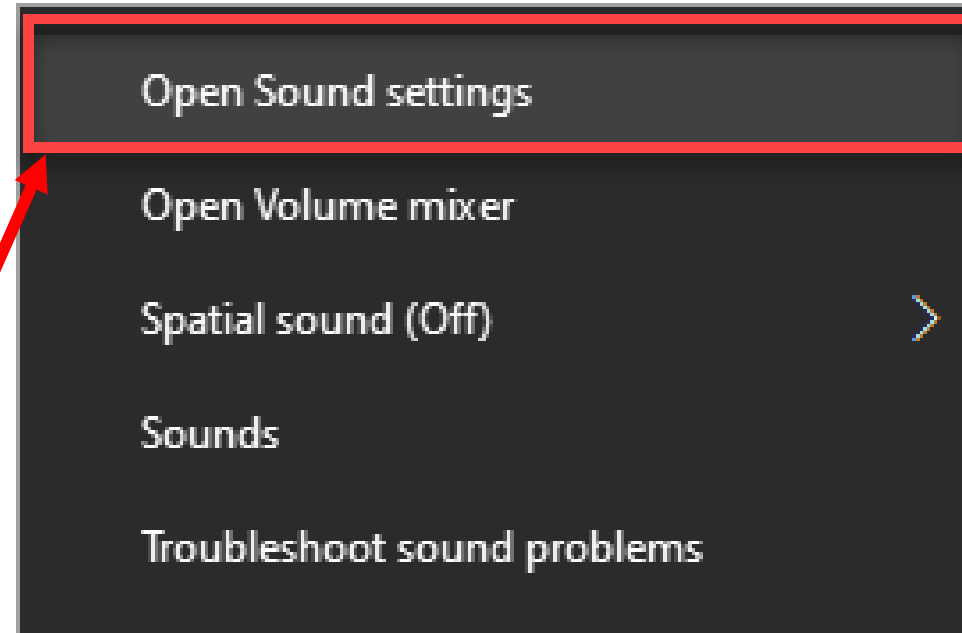 Open Sound settings
Open Volume mixer
Spatial sound (Off)
Sounds
Troubleshoot sound problems